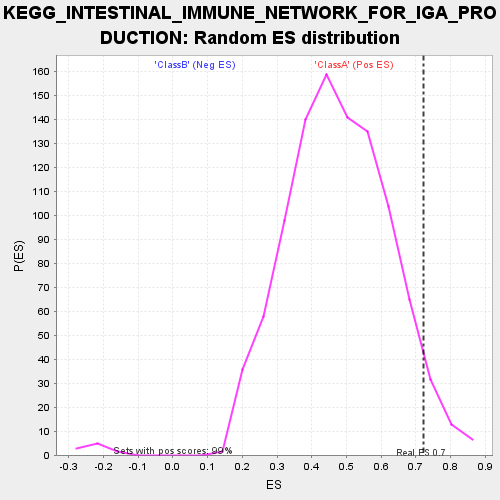 KEGG_INTESTINAL_IMMUNE_NETWORK_FOR_IGA_PRO
DUCTION: Random ES distribution
'ClassB' (Neg ES)
'ClassA' (Pos ES)
160
150
140
130
120
110
100
90
80
70
60
50
40
30
20
10
0
P(ES)
Sets with pos scores: 99%
Real ES 0.7
-0.3 -0.2 -0.1 0.0 0.1 0.2 0.3 0.4 0.5 0.6 0.7 0.8 0.9
ES